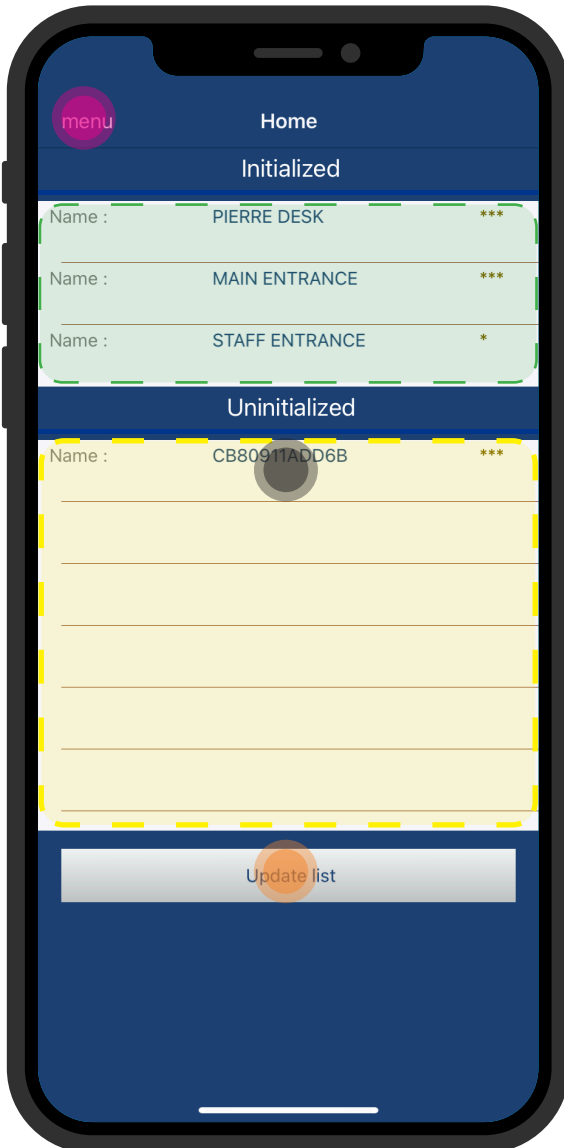 menu Home
Initialized
Name : PIERRE DESK ***
Name : MAIN ENTRANCE ***
Name : STAFF ENTRANCE *
Uninitialized
Name : CB80911ADD6B ***
Update list